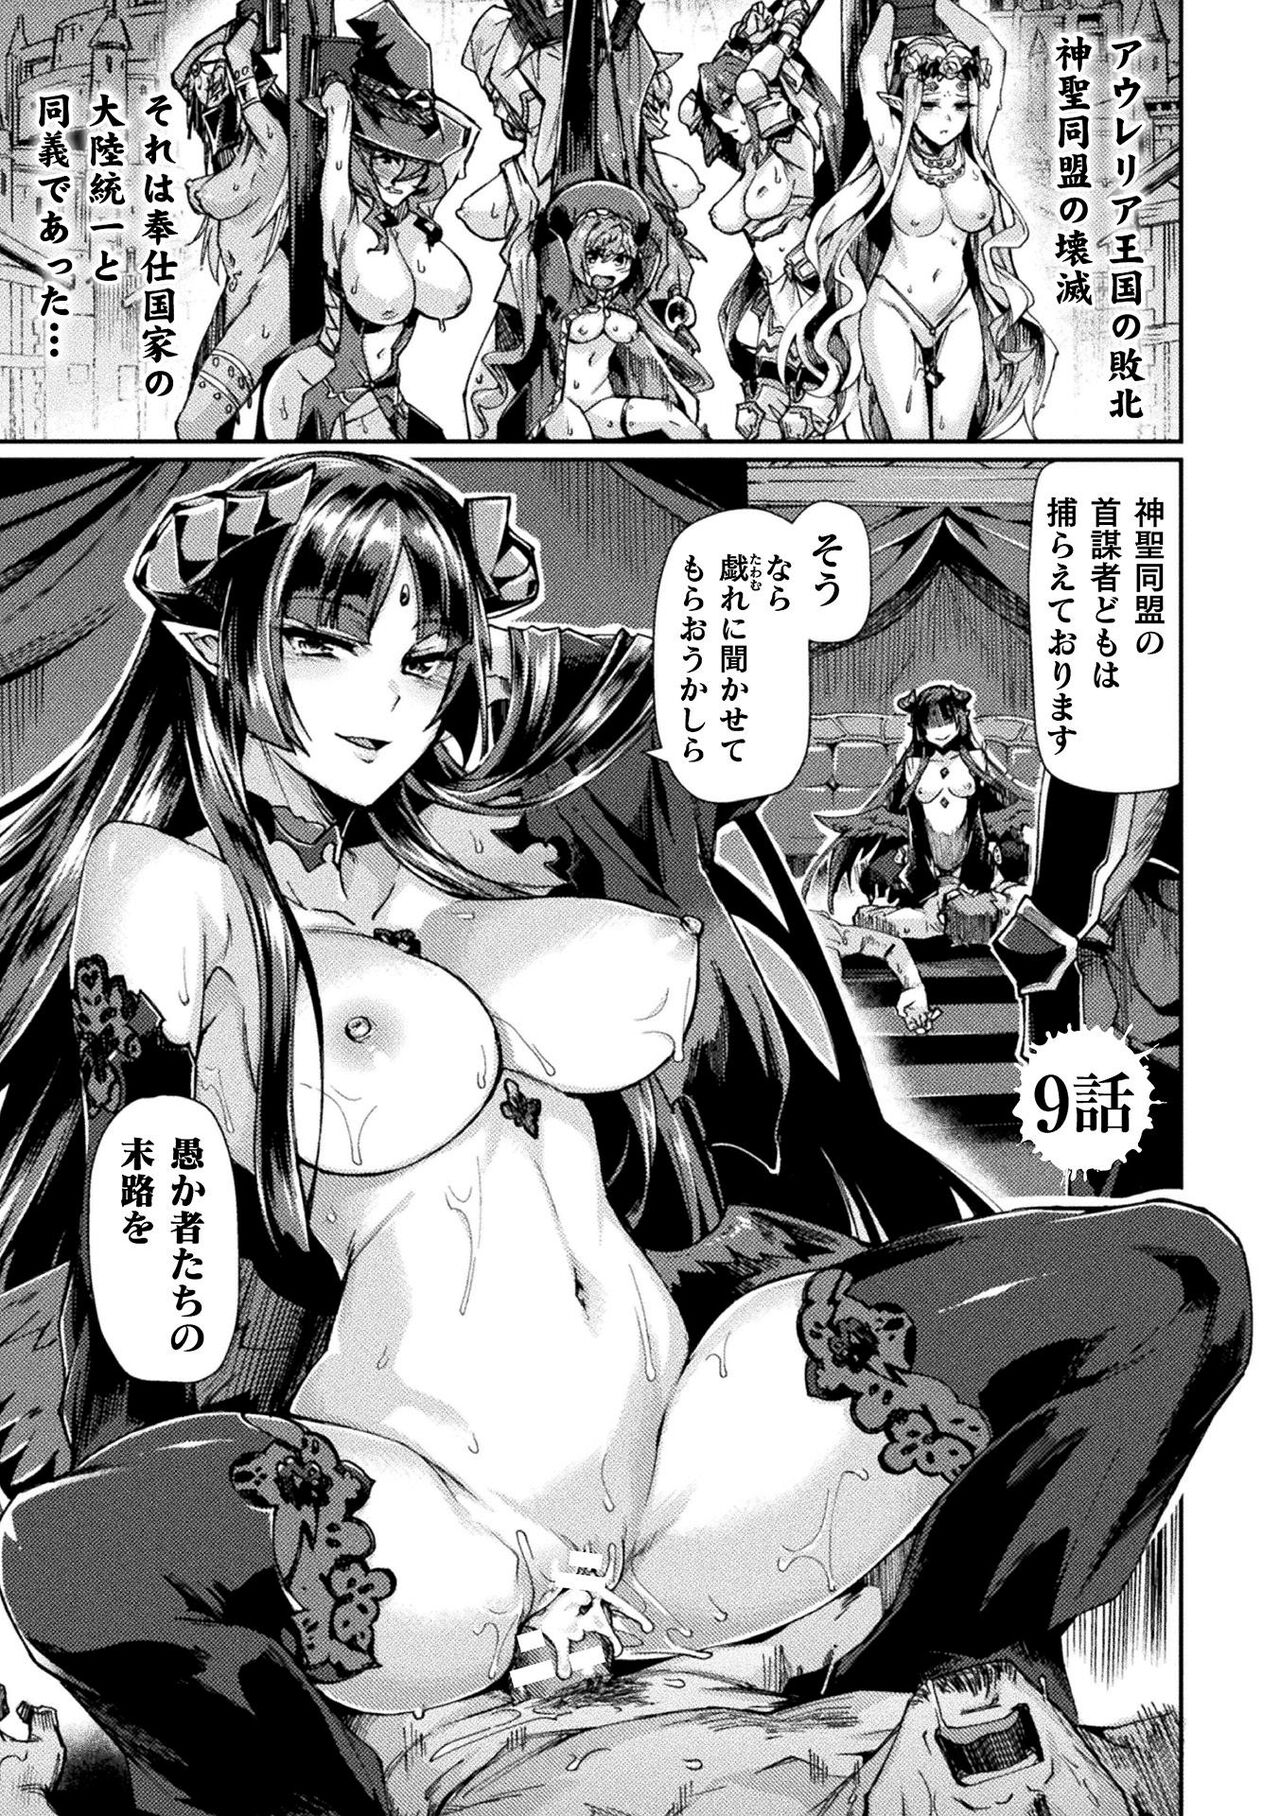 アウレリア王国の敗北
神聖同盟の壊滅
それは奉仕国家の
大陸統一と
同義であった…
神聖同盟の
首謀者どもは
捕らえております
そう
なら
戯れに聞かせて
たわむ
もらおうかしら
9話
愚か者たちの
末路を